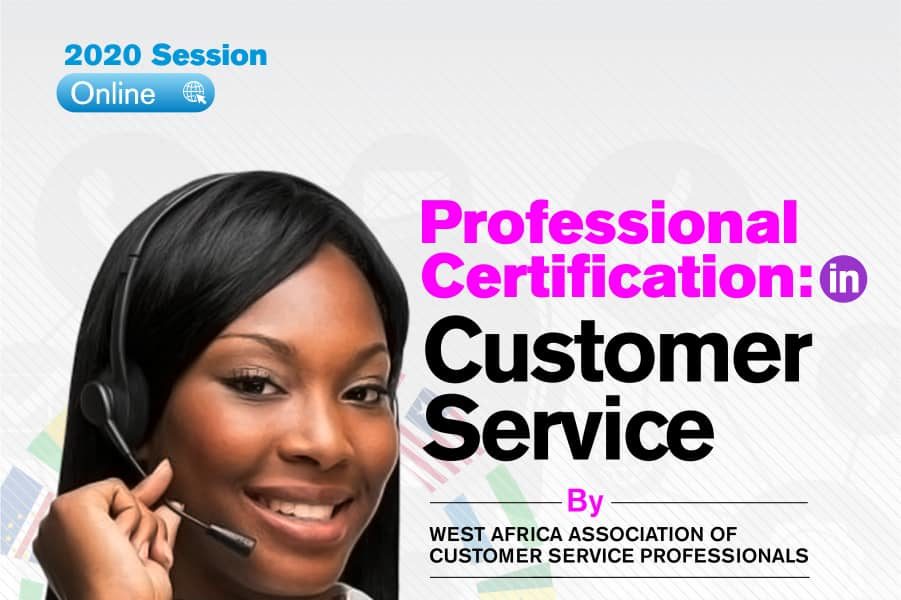 2020 Session
Online
Professional
Certification: in
Customer
Service
By
WEST AFRICA ASSOCIATION OF
CUSTOMER SERVICE PROFESSIONALS